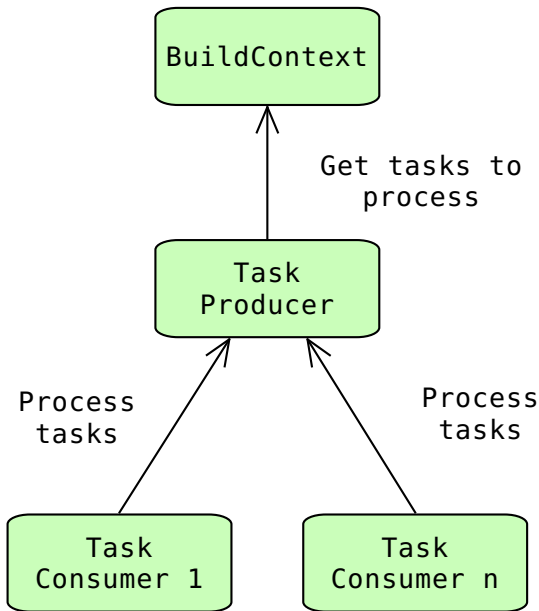 BuildContext
Get tasks to
process
Task
Producer
Process
tasks
Process
tasks
Task
Consumer 1
Task
Consumer n